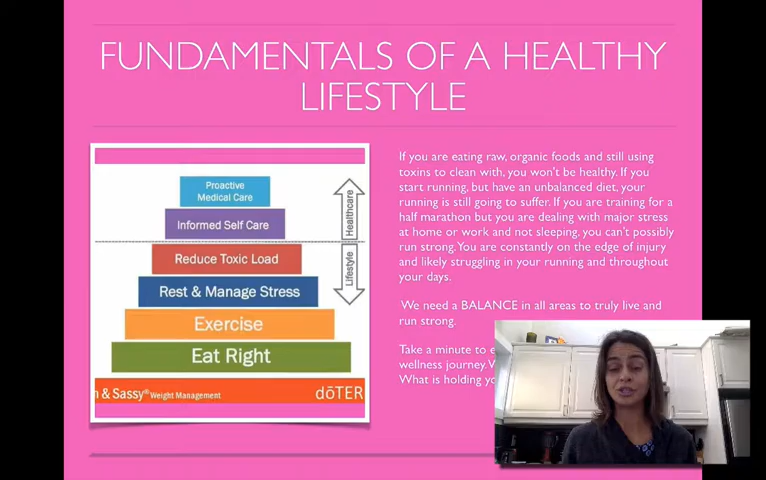 FUNDAMENTALS OF A HEALTHY
LIFESTYLE
Proactive
Medical Care
Informed Self Care
Healthcare
Reduce Toxic Load
Lifestyle
Rest & Manage Stress
Exercise
Eat Right
& Sassy® Weight Management
dōTER
If you are eating raw, organic foods and still using
toxins to clean with, you won't be healthy. If you
start running, but have an unbalanced diet, your
running is still going to suffer. If you are training for a
half marathon but you are dealing with major stress
at home or work and not sleeping, you can't possibly
run strong. You are constantly on the edge of injury
and likely struggling in your running and throughout
your days.
We need a BALANCE in all areas to truly live and
run strong.
Take a minute to
wellness journey.
What is holding